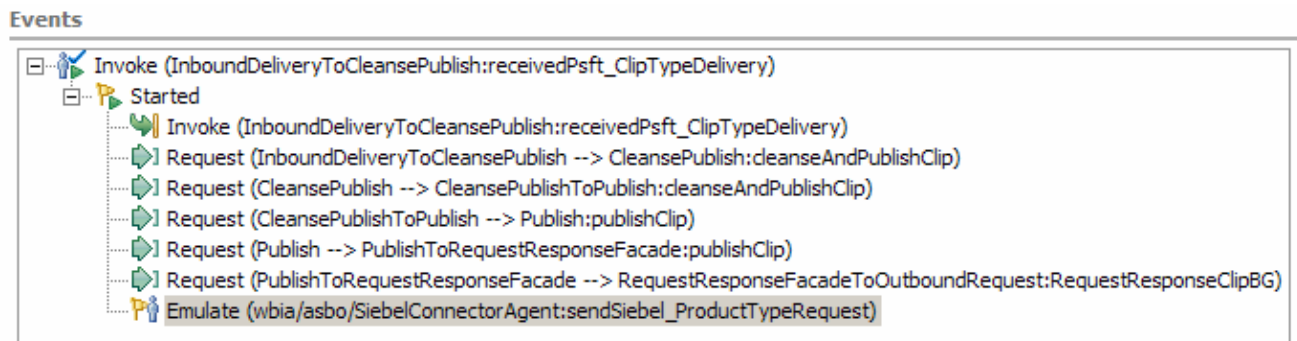 Events
Invoke (InboundDeliveryToCleansePublish:receivedPsft_ClipTypeDelivery)
Started
Invoke (InboundDeliveryToCleansePublish:receivedPsft_ClipTypeDelivery)
Request (InboundDeliveryToCleansePublish --> CleansePublish:cleanseAndPublishClip)
Request (CleansePublish --> CleansePublishToPublish:cleanseAndPublishClip)
Request (CleansePublishToPublish --> Publish:publishClip)
Request (Publish --> PublishToRequestResponseFacade:publishClip)
Request (PublishToRequestResponseFacade --> RequestResponseFacadeToOutboundRequest:RequestResponseClipBG)
Emulate (wbia/asbo/SiebelConnectorAgent:sendSiebel_ProductTypeRequest)